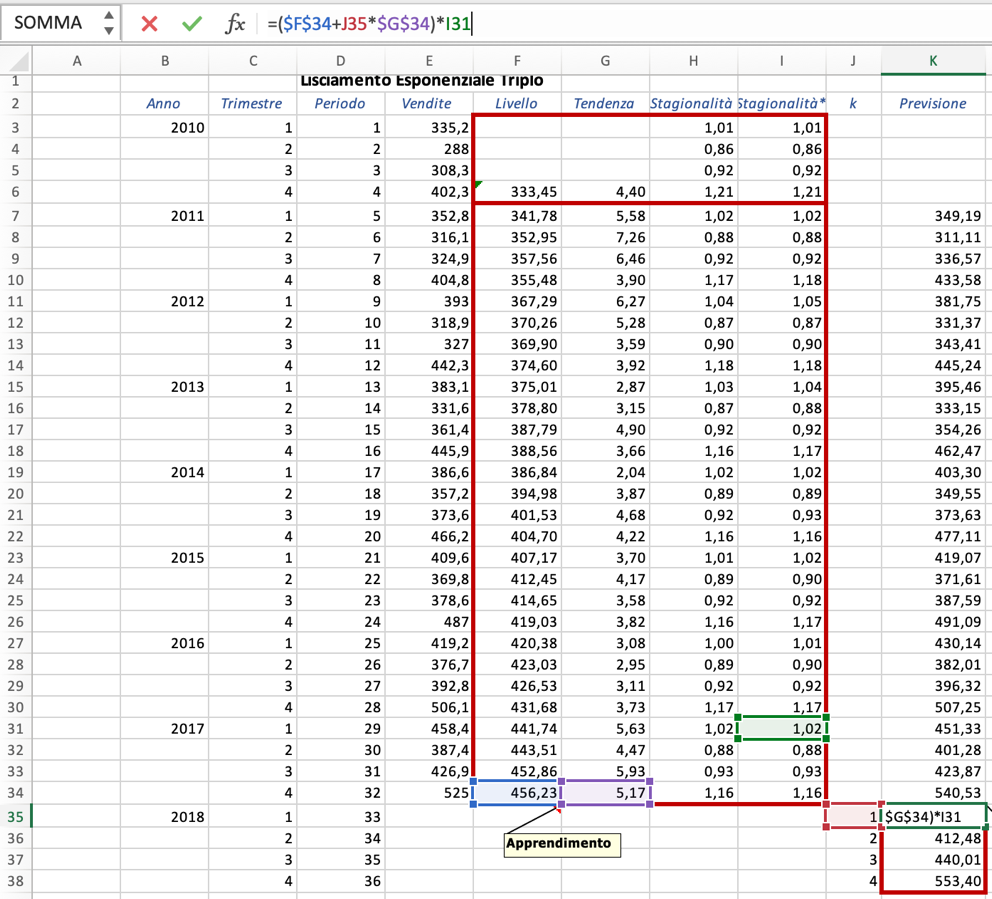 SOMMA fx =($F$34+J35*$G$34)*I31
A B C D E F G H I J K
1 Lisciamento Esponenziale Triplo
2 Anno Trimestre Periodo Vendite Livello Tendenza Stagionalità Stagionalità* k Previsione
3 2010 1 1 335,2 1,01 1,01
4 2 2 288 0,86 0,86
5 3 3 308,3 0,92 0,92
6 4 4 402,3 333,45 4,40 1,21 1,21
7 2011 1 5 352,8 341,78 5,58 1,02 1,02 349,19
8 2 6 316,1 352,95 7,26 0,88 0,88 311,11
9 3 7 324,9 357,56 6,46 0,92 0,92 336,57
10 4 8 404,8 355,48 3,90 1,17 1,18 433,58
11 2012 1 9 393 367,29 6,27 1,04 1,05 381,75
12 2 10 318,9 370,26 5,28 0,87 0,87 331,37
13 3 11 327 369,90 3,59 0,90 0,90 343,41
14 4 12 442,3 374,60 3,92 1,18 1,18 445,24
15 2013 1 13 383,1 375,01 2,87 1,03 1,04 395,46
16 2 14 331,6 378,80 3,15 0,87 0,88 333,15
17 3 15 361,4 387,79 4,90 0,92 0,92 354,26
18 4 16 445,9 388,56 3,66 1,16 1,17 462,47
19 2014 1 17 386,6 386,84 2,04 1,02 1,02 403,30
20 2 18 357,2 394,98 3,87 0,89 0,89 349,55
21 3 19 373,6 401,53 4,68 0,92 0,93 373,63
22 4 20 466,2 404,70 4,22 1,16 1,16 477,11
23 2015 1 21 409,6 407,17 3,70 1,01 1,02 419,07
24 2 22 369,8 412,45 4,17 0,89 0,90 371,61
25 3 23 378,6 414,65 3,58 0,92 0,92 387,59
26 4 24 487 419,03 3,82 1,16 1,17 491,09
27 2016 1 25 419,2 420,38 3,08 1,00 1,01 430,14
28 2 26 376,7 423,03 2,95 0,89 0,90 382,01
29 3 27 392,8 426,53 3,11 0,92 0,92 396,32
30 4 28 506,1 431,68 3,73 1,17 1,17 507,25
31 2017 1 29 458,4 441,74 5,63 1,02 1,02 451,33
32 2 30 387,4 443,51 4,47 0,88 0,88 401,28
33 3 31 426,9 452,86 5,93 0,93 0,93 423,87
34 4 32 525 456,23 5,17 1,16 1,16 540,53
35 2018 1 33 1 $G$34)*I31
36 2 34 2 412,48
Apprendimento
37 3 35 3 440,01
38 4 36 4 553,40